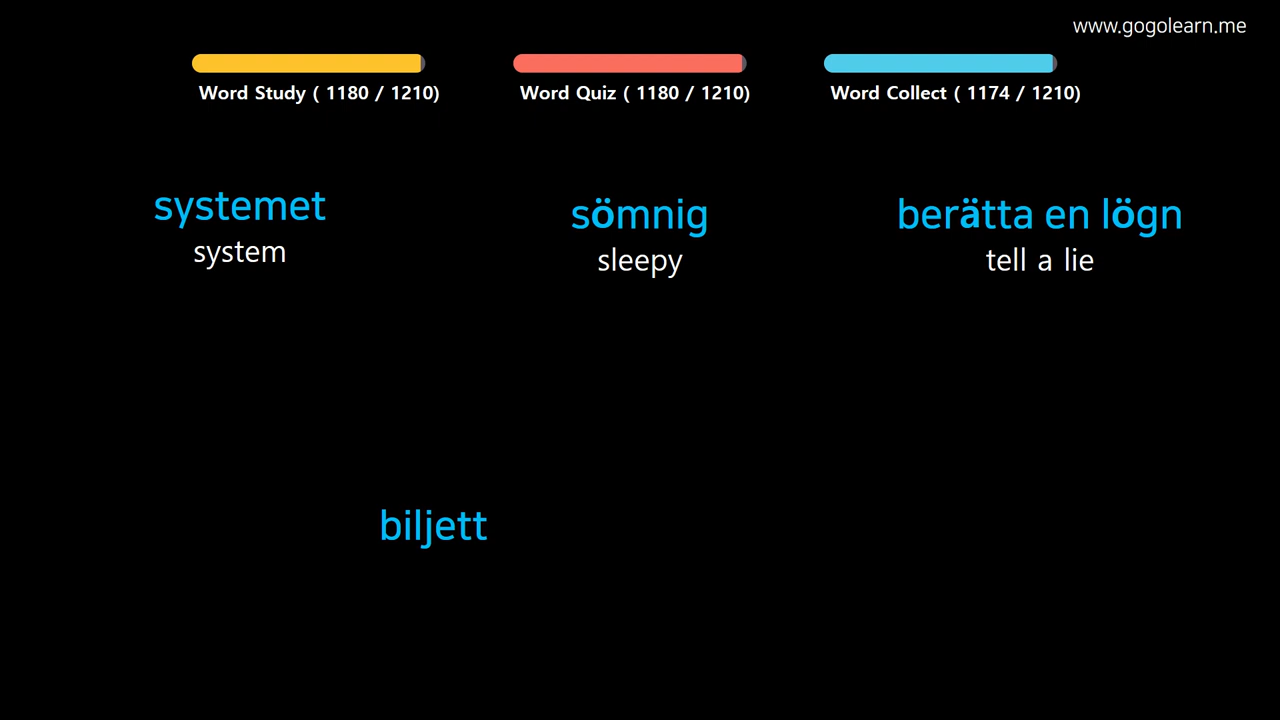 www.gogolearn.me
Word Study ( 1180 / 1210)
Word Quiz ( 1180 / 1210)
Word Collect ( 1174 / 1210)
systemet
system
sömnig
sleepy
berätta en lögn
tell a lie
biljett